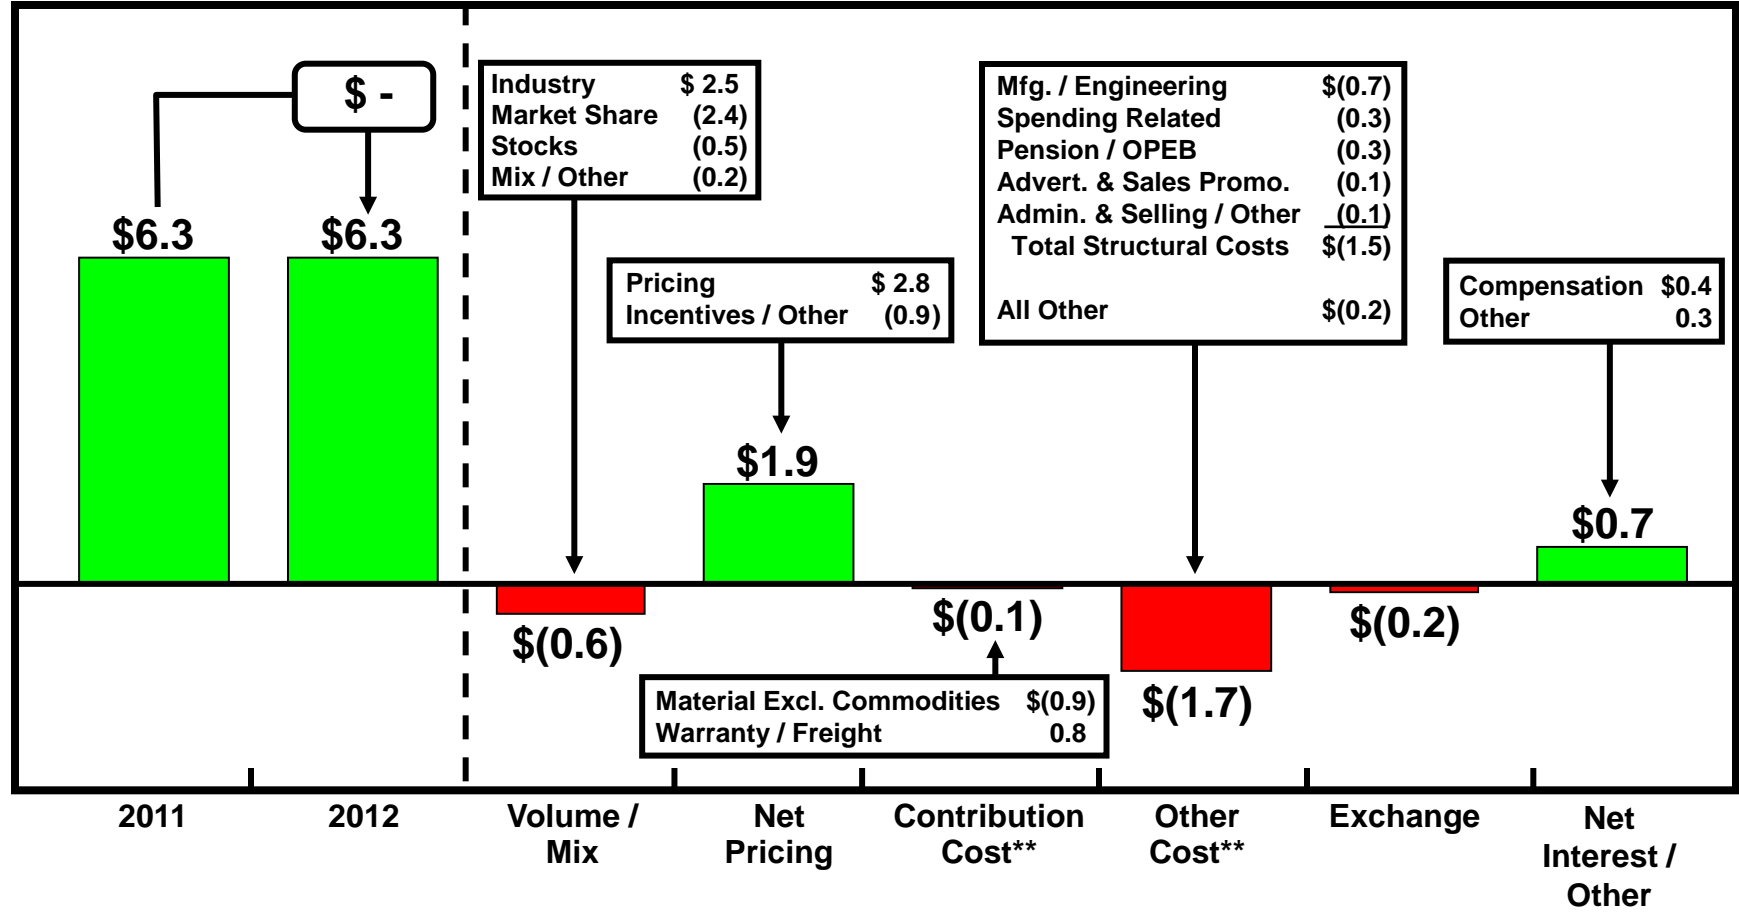 $ -
$6.3
$6.3
Industry $ 2.5
Market Share (2.4)
Stocks (0.5)
Mix / Other (0.2)
Pricing $ 2.8
Incentives / Other (0.9)
Mfg. / Engineering $(0.7)
Spending Related (0.3)
Pension / OPEB (0.3)
Advert. & Sales Promo. (0.1)
Admin. & Selling / Other (0.1)
Total Structural Costs $(1.5)
All Other $(0.2)
Compensation $0.4
Other 0.3
$(0.6)
$1.9
$(0.1)
Material Excl. Commodities $(0.9)
Warranty / Freight 0.8
$(1.7)
$(0.2)
$0.7
2011
2012
Volume /
Mix
Net
Pricing
Contribution
Cost**
Other
Cost**
Exchange
Net
Interest /
Other